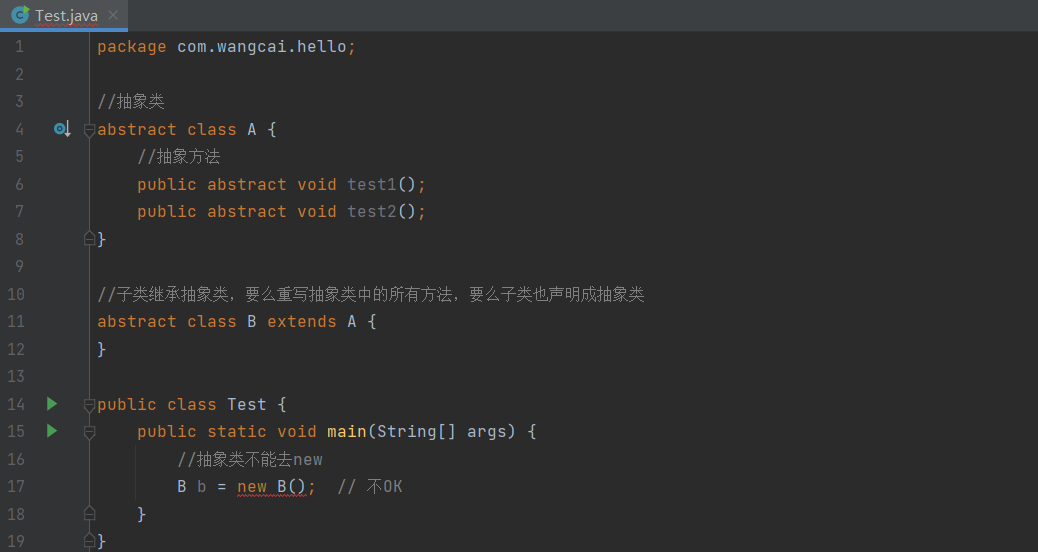 Test.java
1 package com.wangcai.hello;
2
3 //抽象类
4 abstract class A {
5 //抽象方法
6 public abstract void test1();
7 public abstract void test2();
8 }
9
10 //子类继承抽象类，要么重写抽象类中的所有方法，要么子类也声明成抽象类
11 abstract class B extends A {
12 }
13
14 public class Test {
15 public static void main(String[] args) {
16 //抽象类不能去new
17 B b = new B(); // 不OK
18 }
19 }